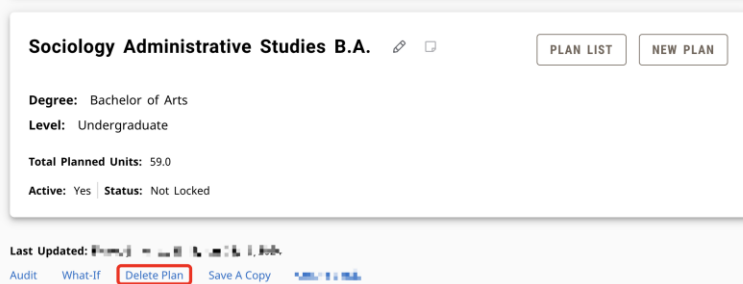 Sociology Administrative Studies B.A.
PLAN LIST NEW PLAN
Degree: Bachelor of Arts
Level: Undergraduate
Total Planned Units: 59.0
Active: Yes Status: Not Locked
Last Updated:
Audit What-If Delete Plan Save A Copy